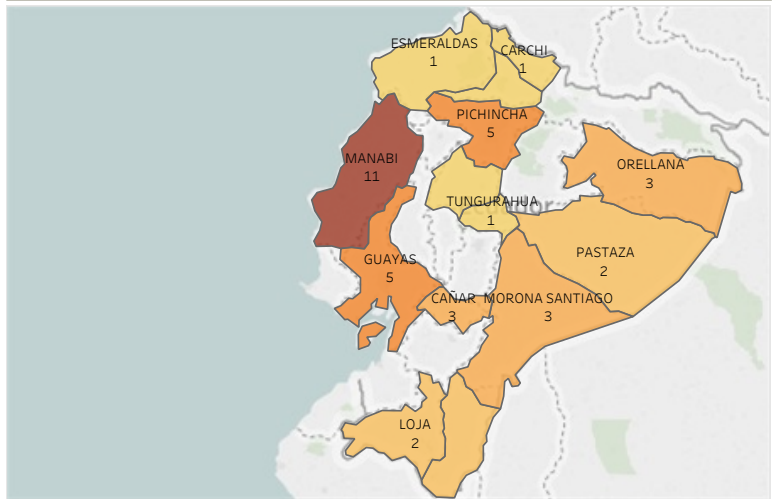 ESMERALDAS
1
CARCHI
1
PICHINCHA
5
MANABI
11
ORELLANA
3
TUNGURAHUA
1
PASTAZA
2
GUAYAS
5
CAÑAR
3
MORONA SANTIAGO
3
LOJA
2